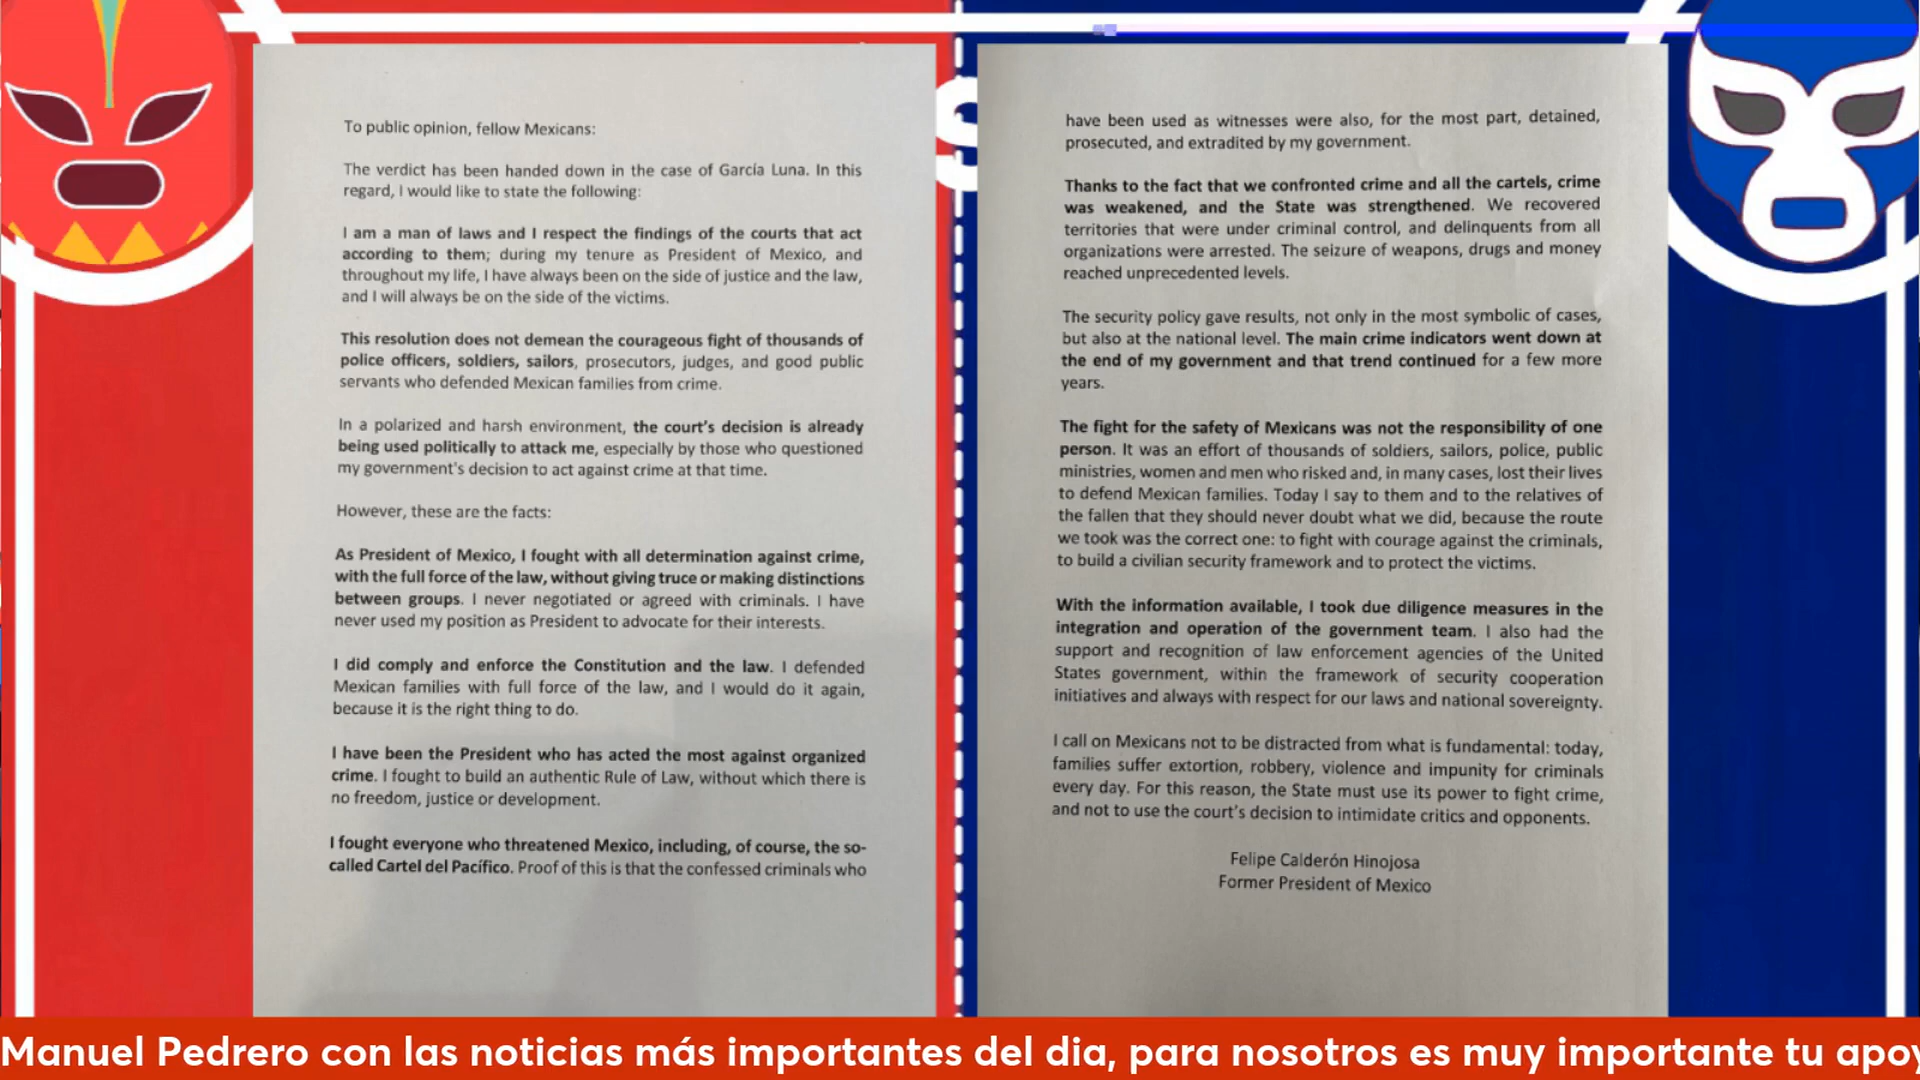 To public opinion, fellow Mexicans:
The verdict has been handed down in the case of García Luna. In this
regard, I would like to state the following:
I am a man of laws and I respect the findings of the courts that act
according to them; during my tenure as President of Mexico, and
throughout my life, I have always been on the side of justice and the law,
and I will always be on the side of the victims.
This resolution does not demean the courageous fight of thousands of
police officers, soldiers, sailors, prosecutors, judges, and good public
servants who defended Mexican families from crime.
In a polarized and harsh environment, the court's decision is already
being used politically to attack me, especially by those who questioned
my government's decision to act against crime at that time.
However, these are the facts:
As President of Mexico, I fought with all determination against crime,
with the full force of the law, without giving truce or making distinctions
between groups. I never negotiated or agreed with criminals. I have
never used my position as President to advocate for their interests.
I did comply and enforce the Constitution and the law. I defended
Mexican families with full force of the law, and I would do it again,
because it is the right thing to do.
I have been the President who has acted the most against organized
crime. I fought to build an authentic Rule of Law, without which there is
no freedom, justice or development.
I fought everyone who threatened Mexico, including, of course, the so-
called Cartel del Pacífico. Proof of this is that the confessed criminals who
have been used as witnesses were also, for the most part, detained,
prosecuted, and extradited by my government.
Thanks to the fact that we confronted crime and all the cartels, crime
was weakened, and the State was strengthened. We recovered
territories that were under criminal control, and delinquents from all
organizations were arrested. The seizure of weapons, drugs and money
reached unprecedented levels.
The security policy gave results, not only in the most symbolic of cases,
but also at the national level. The main crime indicators went down at
the end of my government and that trend continued for a few more
years.
The fight for the safety of Mexicans was not the responsibility of one
person. It was an effort of thousands of soldiers, sailors, police, public
ministries, women and men who risked and, in many cases, lost their lives
to defend Mexican families. Today I say to them and to the relatives of
the fallen that they should never doubt what we did, because the route
we took was the correct one: to fight with courage against the criminals,
to build a civilian security framework and to protect the victims.
With the information available, I took due diligence measures in the
integration and operation of the government team. I also had the
support and recognition of law enforcement agencies of the United
States government, within the framework of security cooperation
initiatives and always with respect for our laws and national sovereignty.
I call on Mexicans not to be distracted from what is fundamental: today,
families suffer extortion, robbery, violence and impunity for criminals
every day. For this reason, the State must use its power to fight crime,
and not to use the court's decision to intimidate critics and opponents.
Felipe Calderón Hinojosa
Former President of Mexico
Manuel Pedrero con las noticias más importantes del dia, para nosotros es muy importante tu apoy